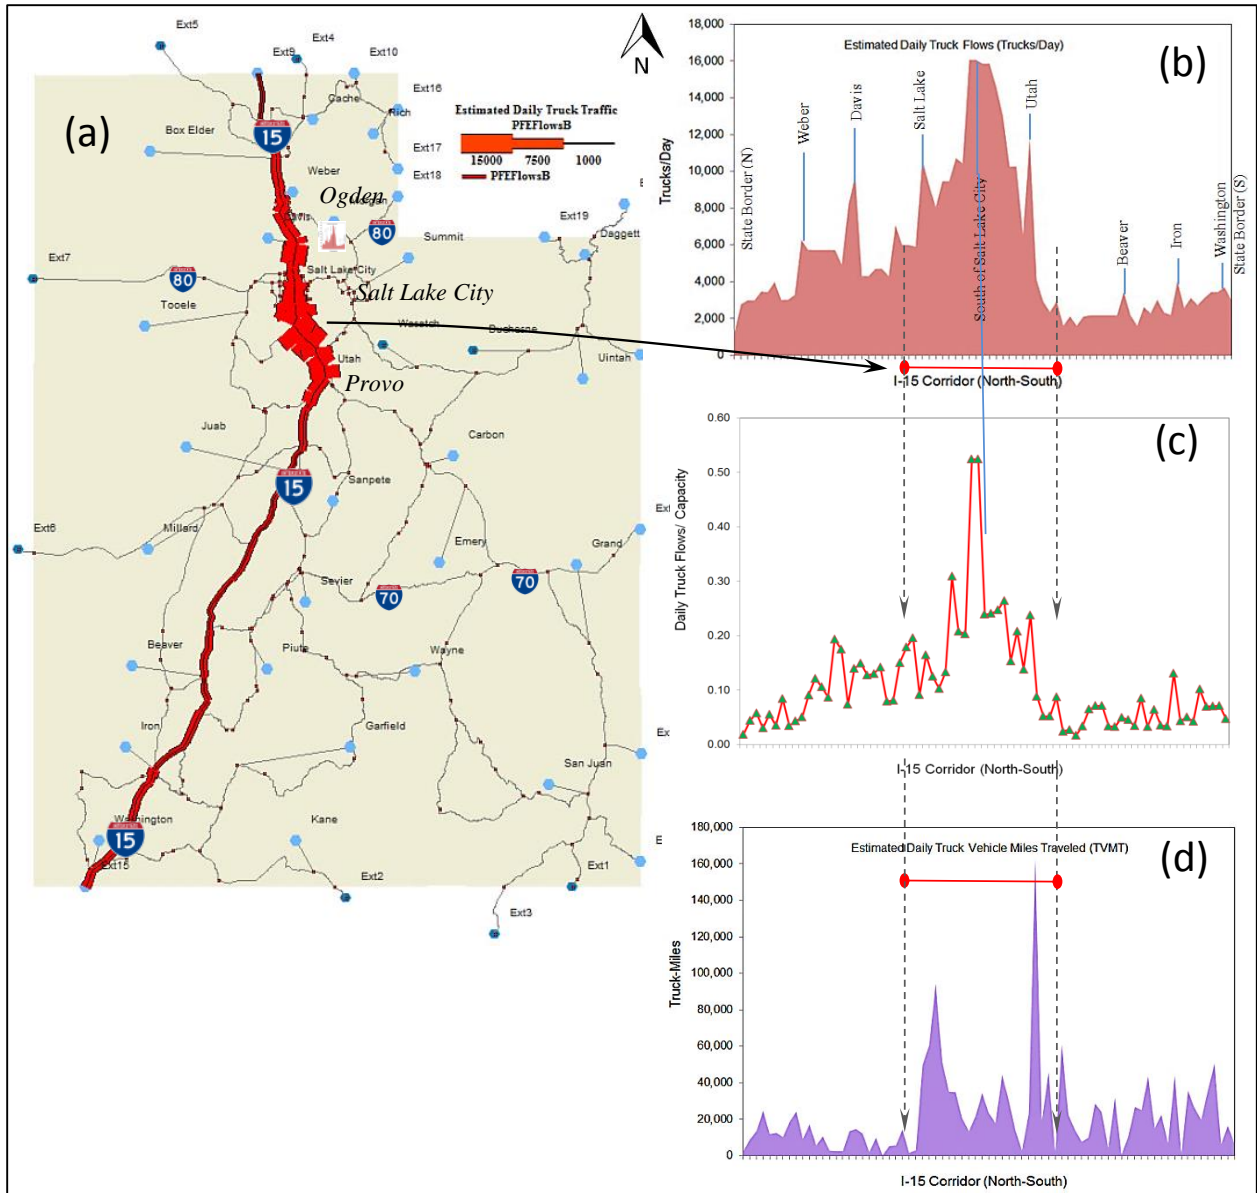 (a)
N
Ext5
Ext9
Ext4
Ext10
Cache
Ext16
Rich
Box Elder
15
Ext17
Weber
Ext18
Ogden
Morgan
Davis
80
Ext19
Daggett
Summit
Ext7
80
Salt Lake City
Tooele
Salt Lake City
Wasatch
Duchesne
Utah
Uintah
Provo
Juab
Carbon
15
Sanpete
Ext6
Millard
Emery
Grand
Sevier
70
70
Beaver
Piute
Wayne
Iron
Garfield
San Juan
Washington
Kane
15
Ext15
Ext2
Ext1
Ext3
Estimated Daily Truck Traffic
PFEFlowsB
15000 7500 1000
PFEFlowsB
(b)
Estimated Daily Truck Flows (Trucks/Day)
Trucks/Day
18,000
16,000
14,000
12,000
10,000
8,000
6,000
4,000
2,000
0
State Border (N)
Weber
Davis
Salt Lake
South of Salt Lake City
Utah
Beaver
Iron
Washington
State Border (S)
I-15 Corridor (North-South)
(c)
Daily Truck Flows/ Capacity
0.60
0.50
0.40
0.30
0.20
0.10
0.00
I-15 Corridor (North-South)
(d)
Estimated Daily Truck Vehicle Miles Traveled (TVMT)
Truck-Miles
180,000
160,000
140,000
120,000
100,000
80,000
60,000
40,000
20,000
0
I-15 Corridor (North-South)